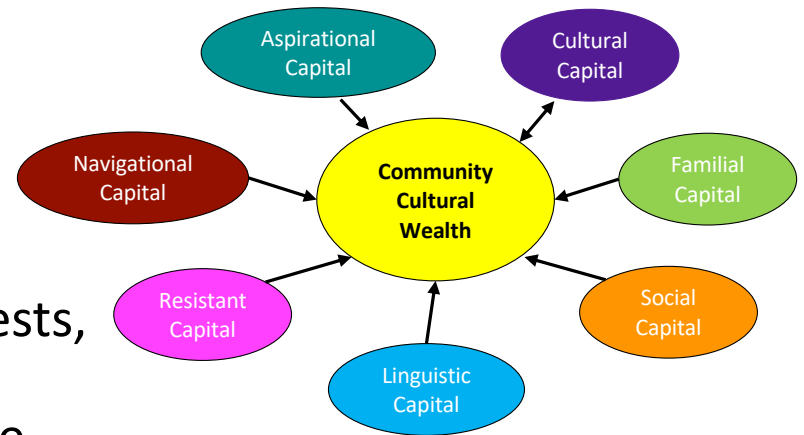 Aspirational
Capital
Cultural
Capital
Navigational
Capital
Community
Cultural
Wealth
Familial
Capital
Resistant
Capital
Social
Capital
Linguistic
Capital
ests,